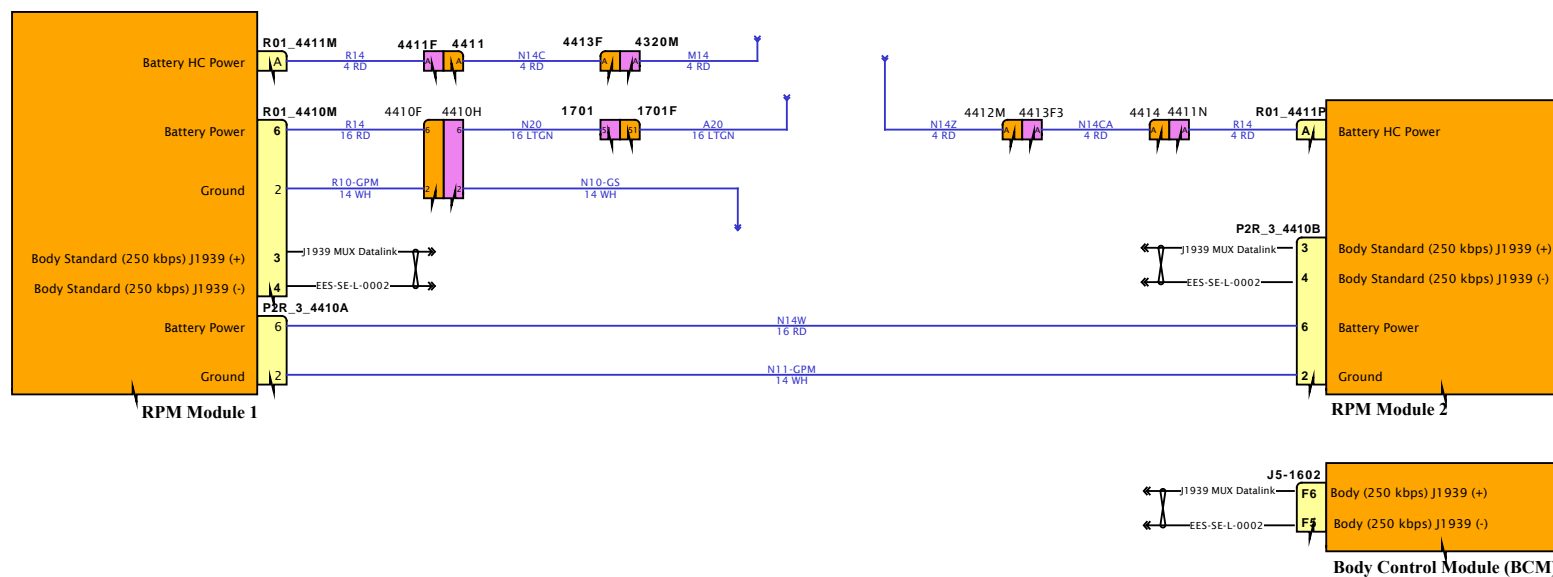 R01_4411M
Battery HC Power
A
R14
4 RD
4411F
4411
A
A
N14C
4 RD
4413F
4320M
A
A
M14
4 RD
R01_4410M
Battery Power
6
R14
16 RD
4410F
4410H
6
6
N20
16 LTGN
1701
1701F
S1
S1
A20
16 LTGN
Ground
2
R10-GPM
14 WH
2
2
N10-GS
14 WH
Body Standard (250 kbps) J1939 (+)
3
J1939 MUX Datalink
Body Standard (250 kbps) J1939 (-)
4
EES-SE-L-0002
P2R_3_4410A
Battery Power
6
N14W
16 RD
Ground
2
N11-GPM
14 WH
RPM Module 1
N14Z
4 RD
4412M
4413F3
A
A
N14CA
4 RD
4414
4411N
A
A
R14
4 RD
R01_4411P
A
Battery HC Power
P2R_3_4410B
J1939 MUX Datalink
3
Body Standard (250 kbps) J1939 (+)
EES-SE-L-0002
4
Body Standard (250 kbps) J1939 (-)
6
Battery Power
2
Ground
RPM Module 2
J5-1602
J1939 MUX Datalink
F6
Body (250 kbps) J1939 (+)
EES-SE-L-0002
F5
Body (250 kbps) J1939 (-)
Body Control Module (BCM)